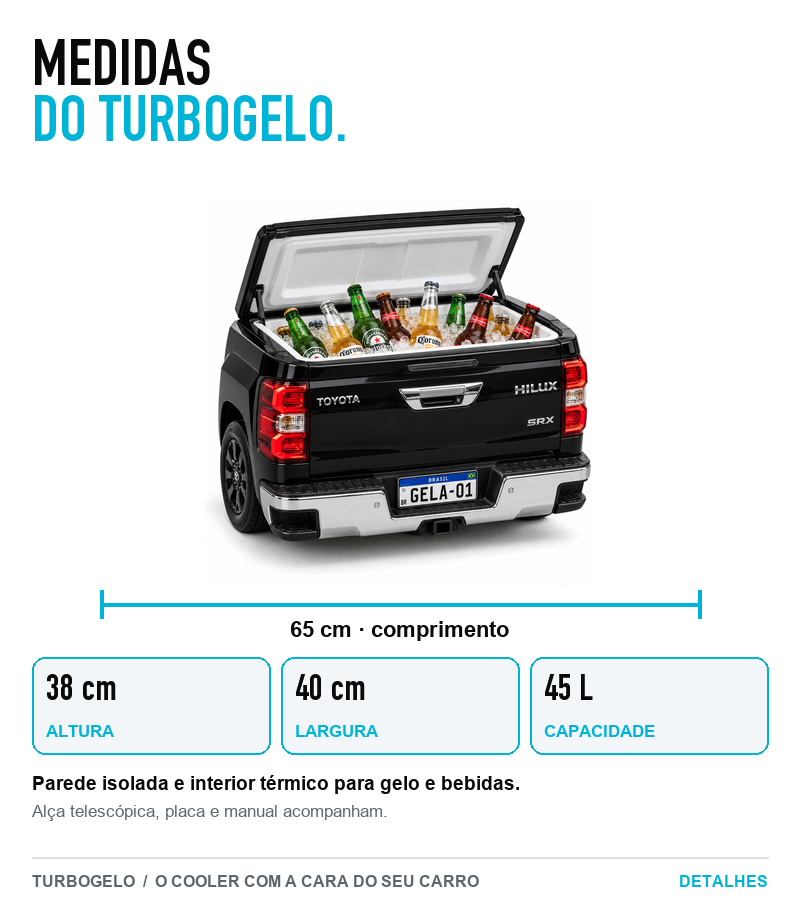 MEDIDAS
DO TURBOGELO.
Corona
TOYOTA
HILUX
SRX
BRASIL
BR
GELA-01
65 cm · comprimento
38 cm
ALTURA
40 cm
LARGURA
45 L
CAPACIDADE
Parede isolada e interior térmico para gelo e bebidas.
Alça telescópica, placa e manual acompanham.
TURBOGELO / O COOLER COM A CARA DO SEU CARRO
DETALHES